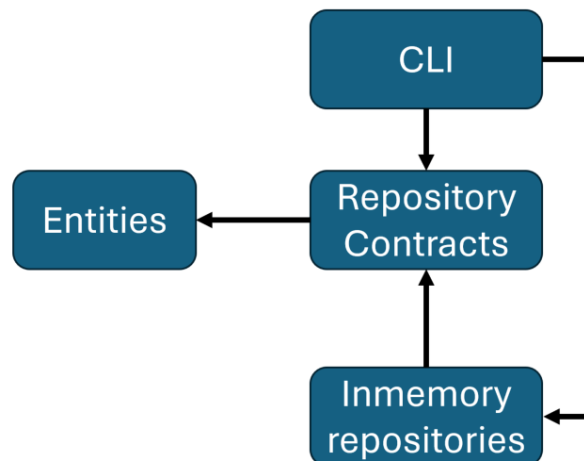 CLI
Entities
Repository
Contracts
Inmemory
repositories